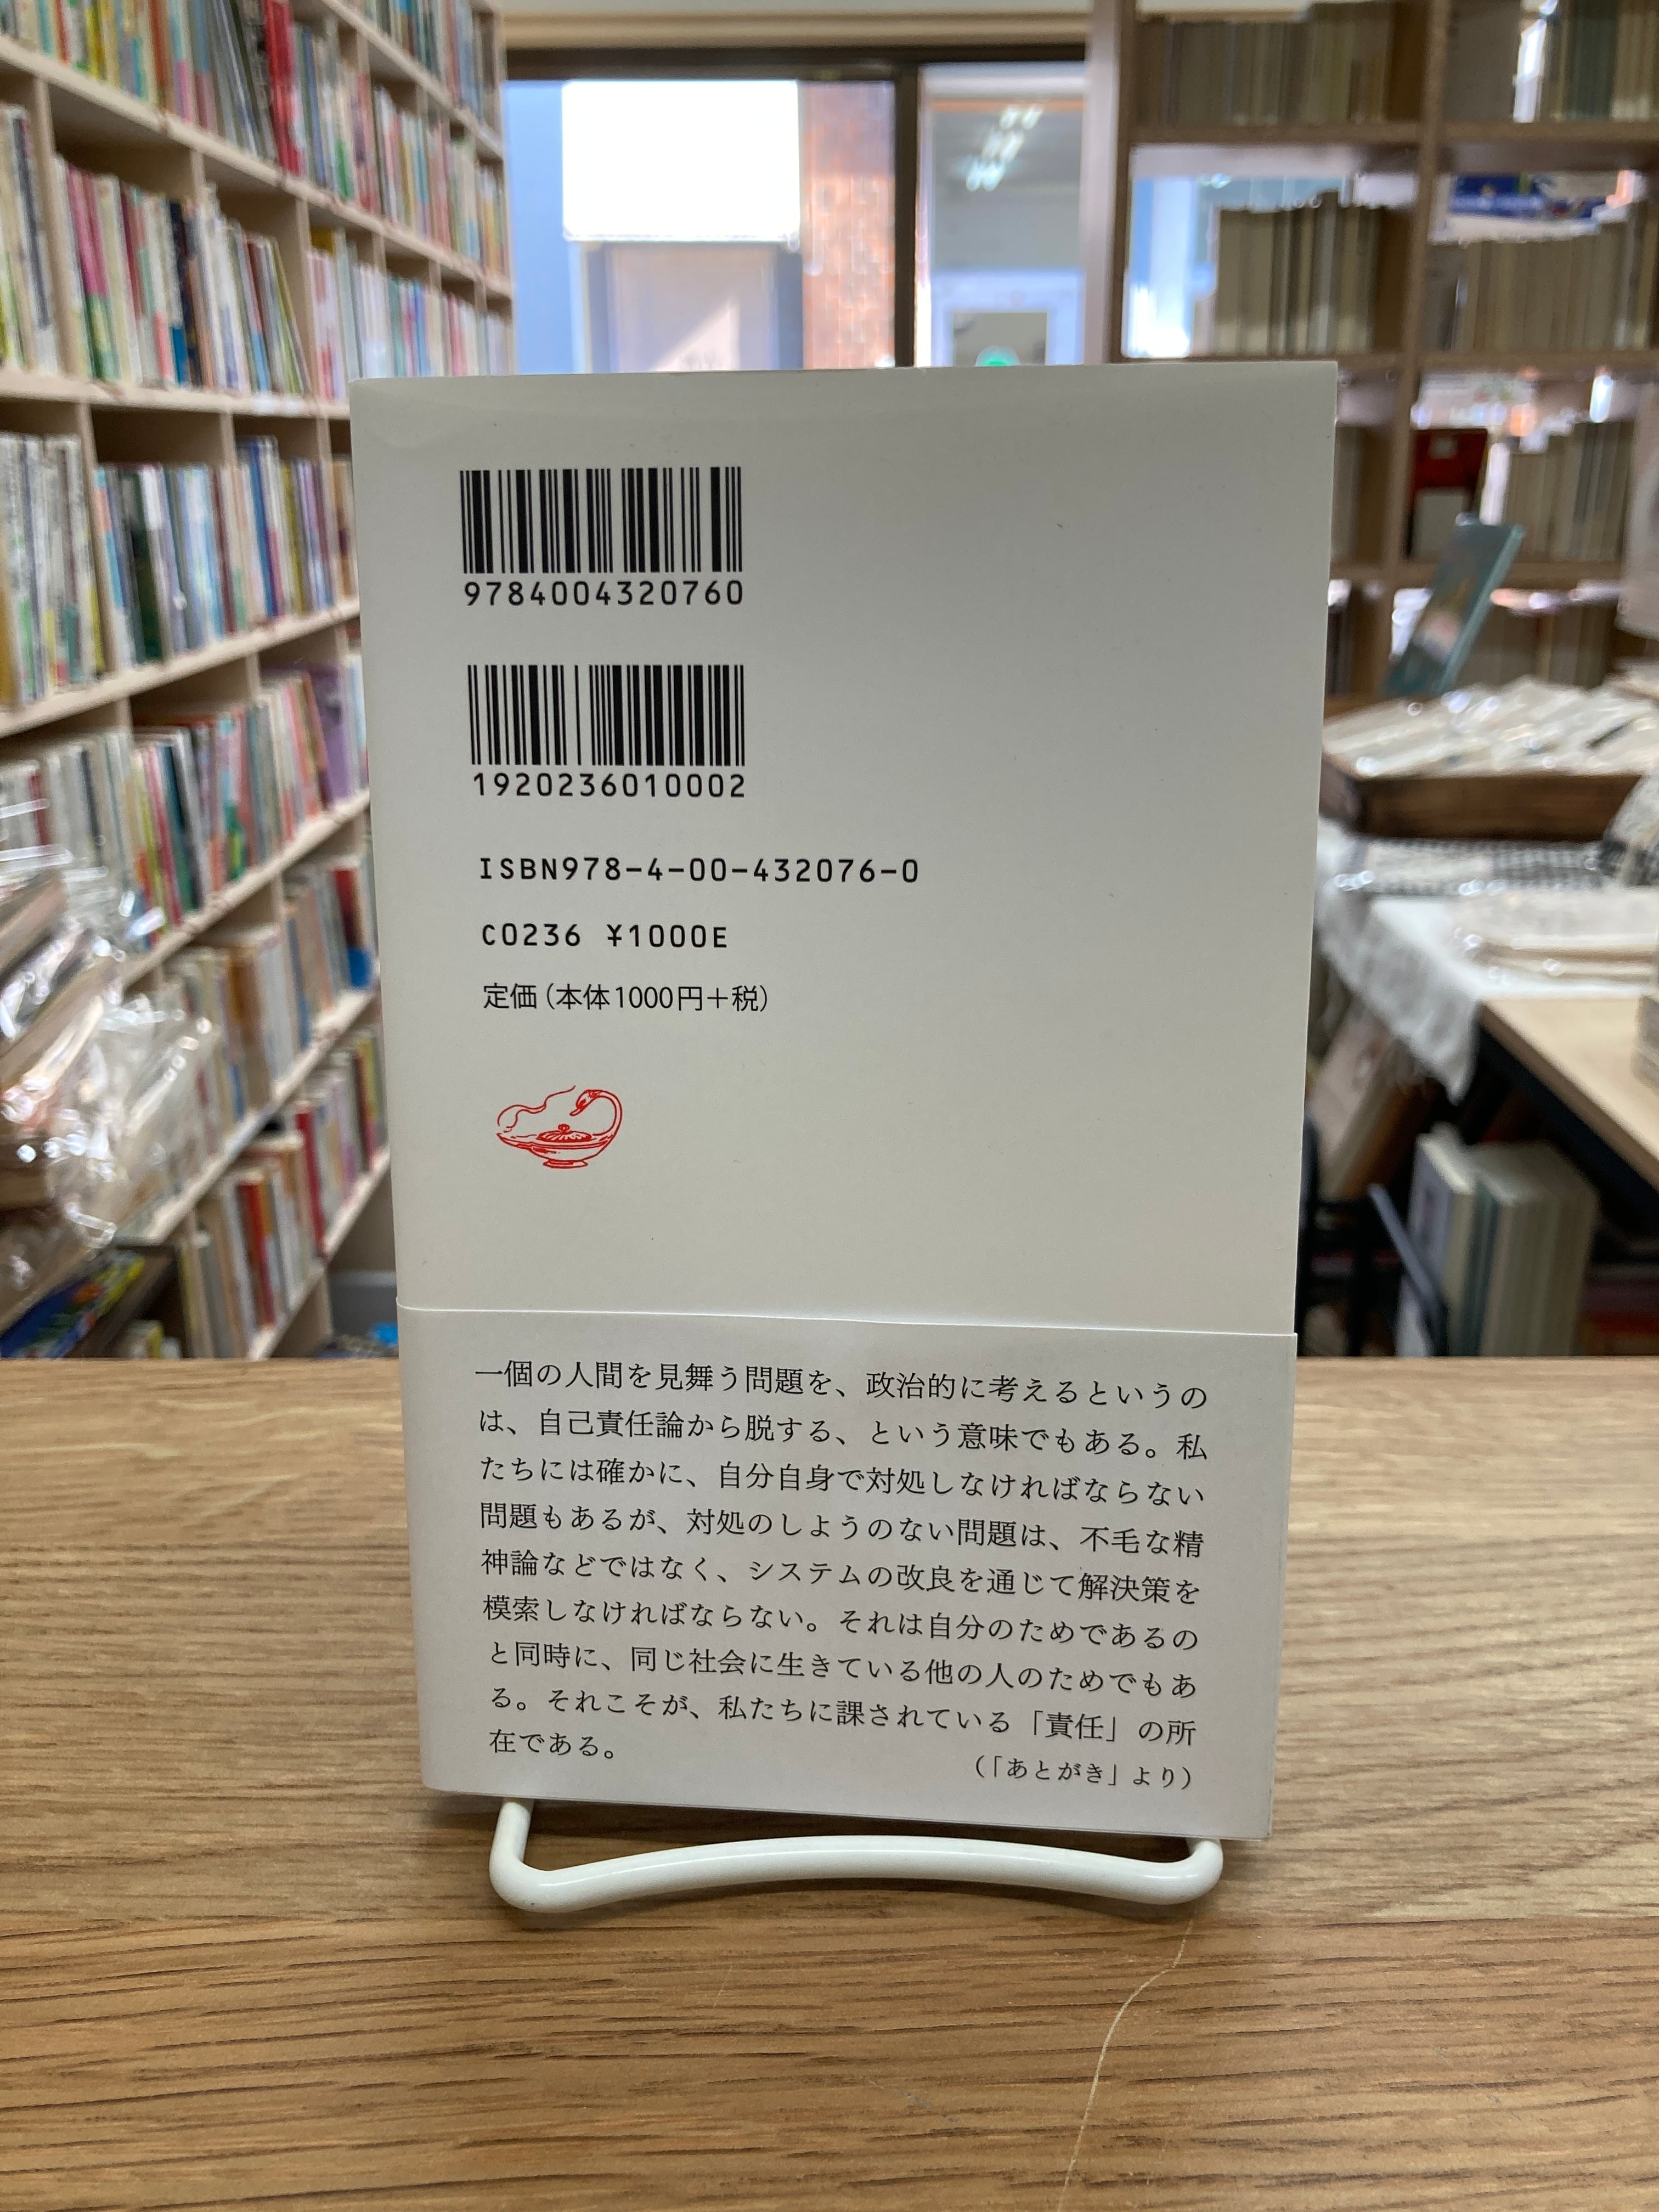 9784004320760
1920236010002
ISBN978-4-00-432076-0
C0236 ¥1000E
定価(本体1000円+税)
一個の人間を見舞う問題を、政治的に考えるというの
は、自己責任論から脱する、という意味でもある。私
たちには確かに、自分自身で対処しなければならない
問題もあるが、対処のしようのない問題は、不毛な精
神論などではなく、システムの改良を通じて解決策を
模索しなければならない。それは自分のためであるの
と同時に、同じ社会に生きている他の人のためでもあ
る。それこそが、私たちに課されている「責任」の所
在である。
(「あとがき」より)